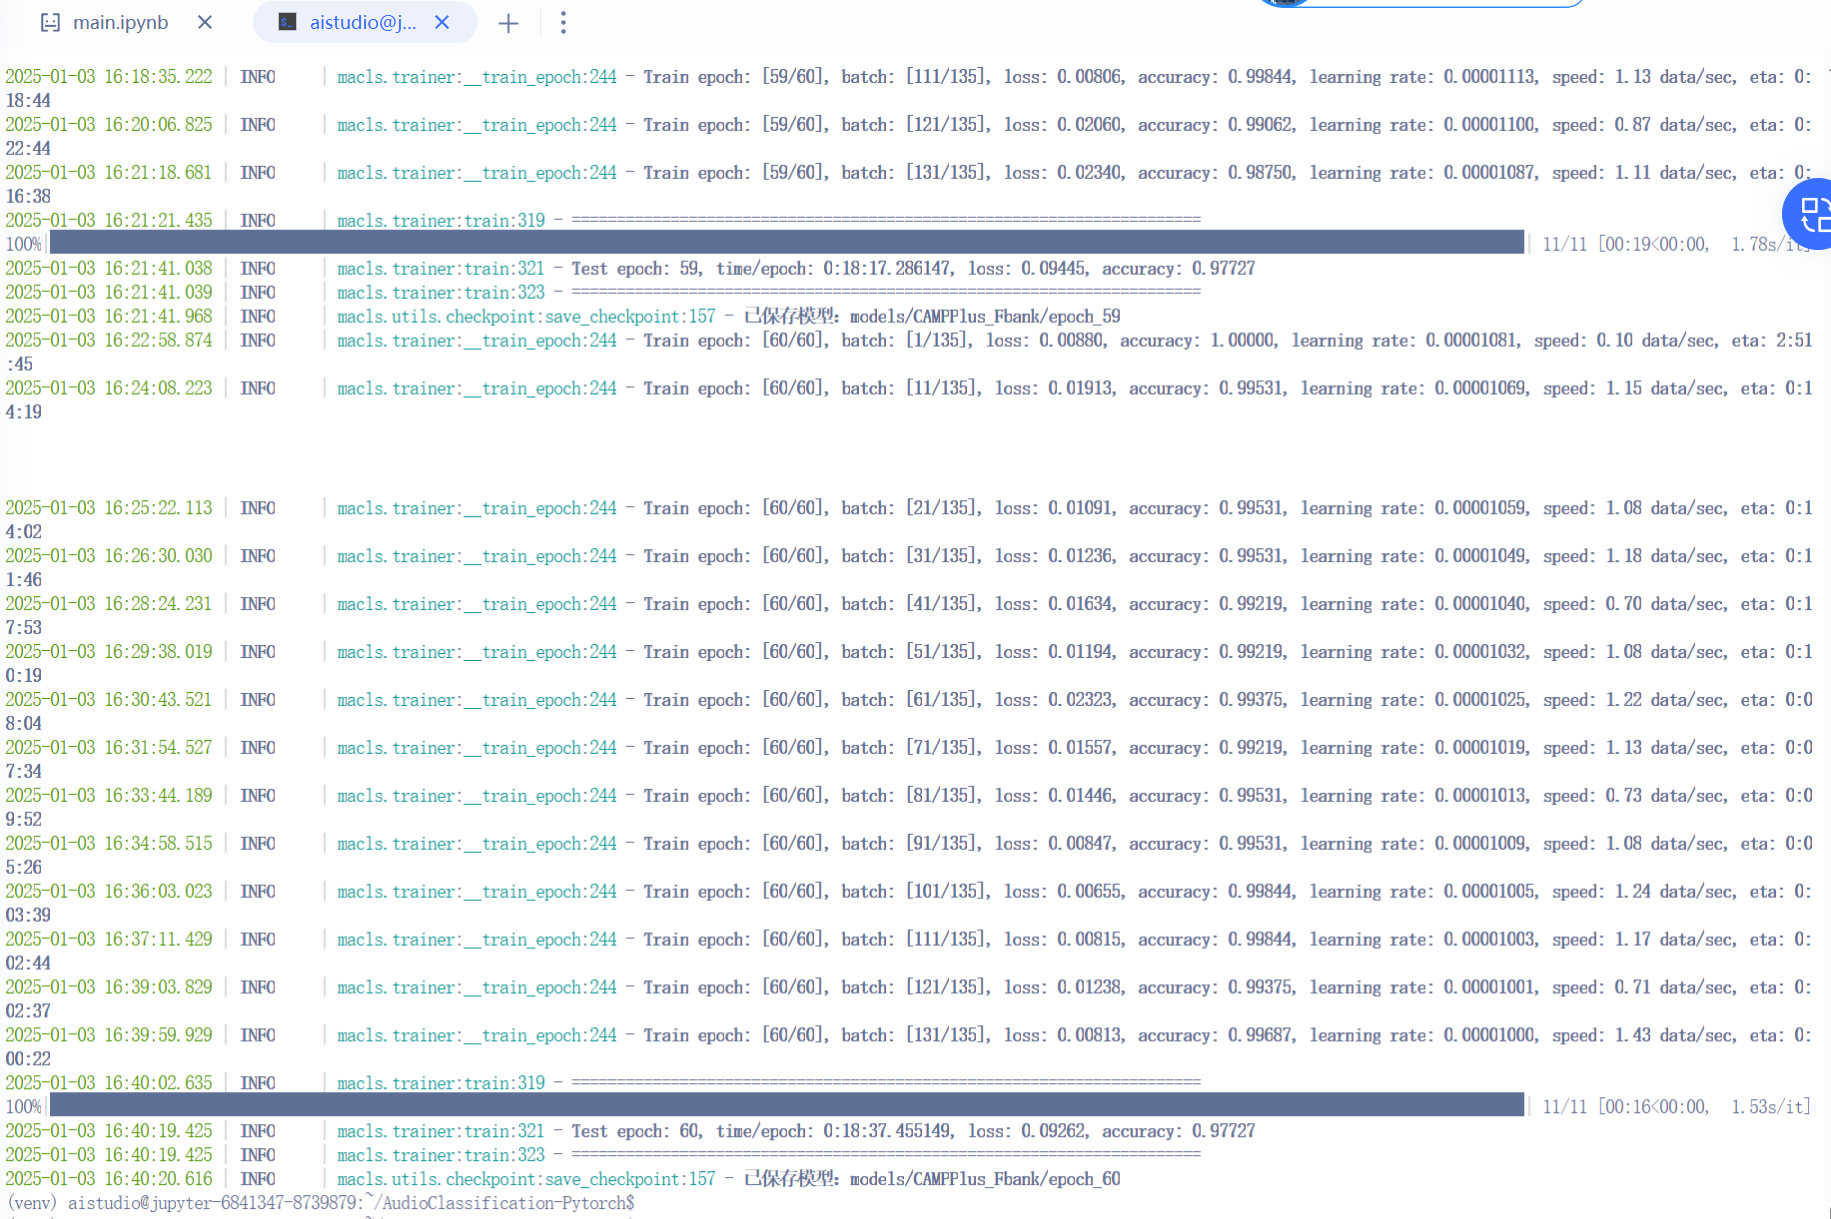 main.ipynb
aistudio@j...
2025-01-03 16:18:35.222 | INFO | macls.trainer:__train_epoch:244 - Train epoch: [59/60], batch: [111/135], loss: 0.00806, accuracy: 0.99844, learning rate: 0.00001113, speed: 1.13 data/sec, eta: 0:
18:44
2025-01-03 16:20:06.825 | INFO | macls.trainer:__train_epoch:244 - Train epoch: [59/60], batch: [121/135], loss: 0.02060, accuracy: 0.99062, learning rate: 0.00001100, speed: 0.87 data/sec, eta: 0:
22:44
2025-01-03 16:21:18.681 | INFO | macls.trainer:__train_epoch:244 - Train epoch: [59/60], batch: [131/135], loss: 0.02340, accuracy: 0.98750, learning rate: 0.00001087, speed: 1.11 data/sec, eta: 0:
16:38
2025-01-03 16:21:21.435 | INFO | macls.trainer:train:319 - ======================================================================
100%| | 11/11 [00:19<00:00, 1.78s/it]
2025-01-03 16:21:41.038 | INFO | macls.trainer:train:321 - Test epoch: 59, time/epoch: 0:18:17.286147, loss: 0.09445, accuracy: 0.97727
2025-01-03 16:21:41.039 | INFO | macls.trainer:train:323 - ======================================================================
2025-01-03 16:21:41.968 | INFO | macls.utils.checkpoint:save_checkpoint:157 - 已保存模型：models/CAMPPlus_Fbank/epoch_59
2025-01-03 16:22:58.874 | INFO | macls.trainer:__train_epoch:244 - Train epoch: [60/60], batch: [1/135], loss: 0.00880, accuracy: 1.00000, learning rate: 0.00001081, speed: 0.10 data/sec, eta: 2:51
:45
2025-01-03 16:24:08.223 | INFO | macls.trainer:__train_epoch:244 - Train epoch: [60/60], batch: [11/135], loss: 0.01913, accuracy: 0.99531, learning rate: 0.00001069, speed: 1.15 data/sec, eta: 0:1
4:19
2025-01-03 16:25:22.113 | INFO | macls.trainer:__train_epoch:244 - Train epoch: [60/60], batch: [21/135], loss: 0.01091, accuracy: 0.99531, learning rate: 0.00001059, speed: 1.08 data/sec, eta: 0:1
4:02
2025-01-03 16:26:30.030 | INFO | macls.trainer:__train_epoch:244 - Train epoch: [60/60], batch: [31/135], loss: 0.01236, accuracy: 0.99531, learning rate: 0.00001049, speed: 1.18 data/sec, eta: 0:1
1:46
2025-01-03 16:28:24.231 | INFO | macls.trainer:__train_epoch:244 - Train epoch: [60/60], batch: [41/135], loss: 0.01634, accuracy: 0.99219, learning rate: 0.00001040, speed: 0.70 data/sec, eta: 0:1
7:53
2025-01-03 16:29:38.019 | INFO | macls.trainer:__train_epoch:244 - Train epoch: [60/60], batch: [51/135], loss: 0.01194, accuracy: 0.99219, learning rate: 0.00001032, speed: 1.08 data/sec, eta: 0:1
0:19
2025-01-03 16:30:43.521 | INFO | macls.trainer:__train_epoch:244 - Train epoch: [60/60], batch: [61/135], loss: 0.02323, accuracy: 0.99375, learning rate: 0.00001025, speed: 1.22 data/sec, eta: 0:0
8:04
2025-01-03 16:31:54.527 | INFO | macls.trainer:__train_epoch:244 - Train epoch: [60/60], batch: [71/135], loss: 0.01557, accuracy: 0.99219, learning rate: 0.00001019, speed: 1.13 data/sec, eta: 0:0
7:34
2025-01-03 16:33:44.189 | INFO | macls.trainer:__train_epoch:244 - Train epoch: [60/60], batch: [81/135], loss: 0.01446, accuracy: 0.99531, learning rate: 0.00001013, speed: 0.73 data/sec, eta: 0:0
9:52
2025-01-03 16:34:58.515 | INFO | macls.trainer:__train_epoch:244 - Train epoch: [60/60], batch: [91/135], loss: 0.00847, accuracy: 0.99531, learning rate: 0.00001009, speed: 1.08 data/sec, eta: 0:0
5:26
2025-01-03 16:36:03.023 | INFO | macls.trainer:__train_epoch:244 - Train epoch: [60/60], batch: [101/135], loss: 0.00655, accuracy: 0.99844, learning rate: 0.00001005, speed: 1.24 data/sec, eta: 0:
03:39
2025-01-03 16:37:11.429 | INFO | macls.trainer:__train_epoch:244 - Train epoch: [60/60], batch: [111/135], loss: 0.00815, accuracy: 0.99844, learning rate: 0.00001003, speed: 1.17 data/sec, eta: 0:
02:44
2025-01-03 16:39:03.829 | INFO | macls.trainer:__train_epoch:244 - Train epoch: [60/60], batch: [121/135], loss: 0.01238, accuracy: 0.99375, learning rate: 0.00001001, speed: 0.71 data/sec, eta: 0:
02:37
2025-01-03 16:39:59.929 | INFO | macls.trainer:__train_epoch:244 - Train epoch: [60/60], batch: [131/135], loss: 0.00813, accuracy: 0.99687, learning rate: 0.00001000, speed: 1.43 data/sec, eta: 0:
00:22
2025-01-03 16:40:02.635 | INFO | macls.trainer:train:319 - ======================================================================
100%| | 11/11 [00:16<00:00, 1.53s/it]
2025-01-03 16:40:19.425 | INFO | macls.trainer:train:321 - Test epoch: 60, time/epoch: 0:18:37.455149, loss: 0.09262, accuracy: 0.97727
2025-01-03 16:40:19.425 | INFO | macls.trainer:train:323 - ======================================================================
2025-01-03 16:40:20.616 | INFO | macls.utils.checkpoint:save_checkpoint:157 - 已保存模型：models/CAMPPlus_Fbank/epoch_60
(venv) aistudio@jupyter-6841347-8739879:~/AudioClassification-Pytorch$